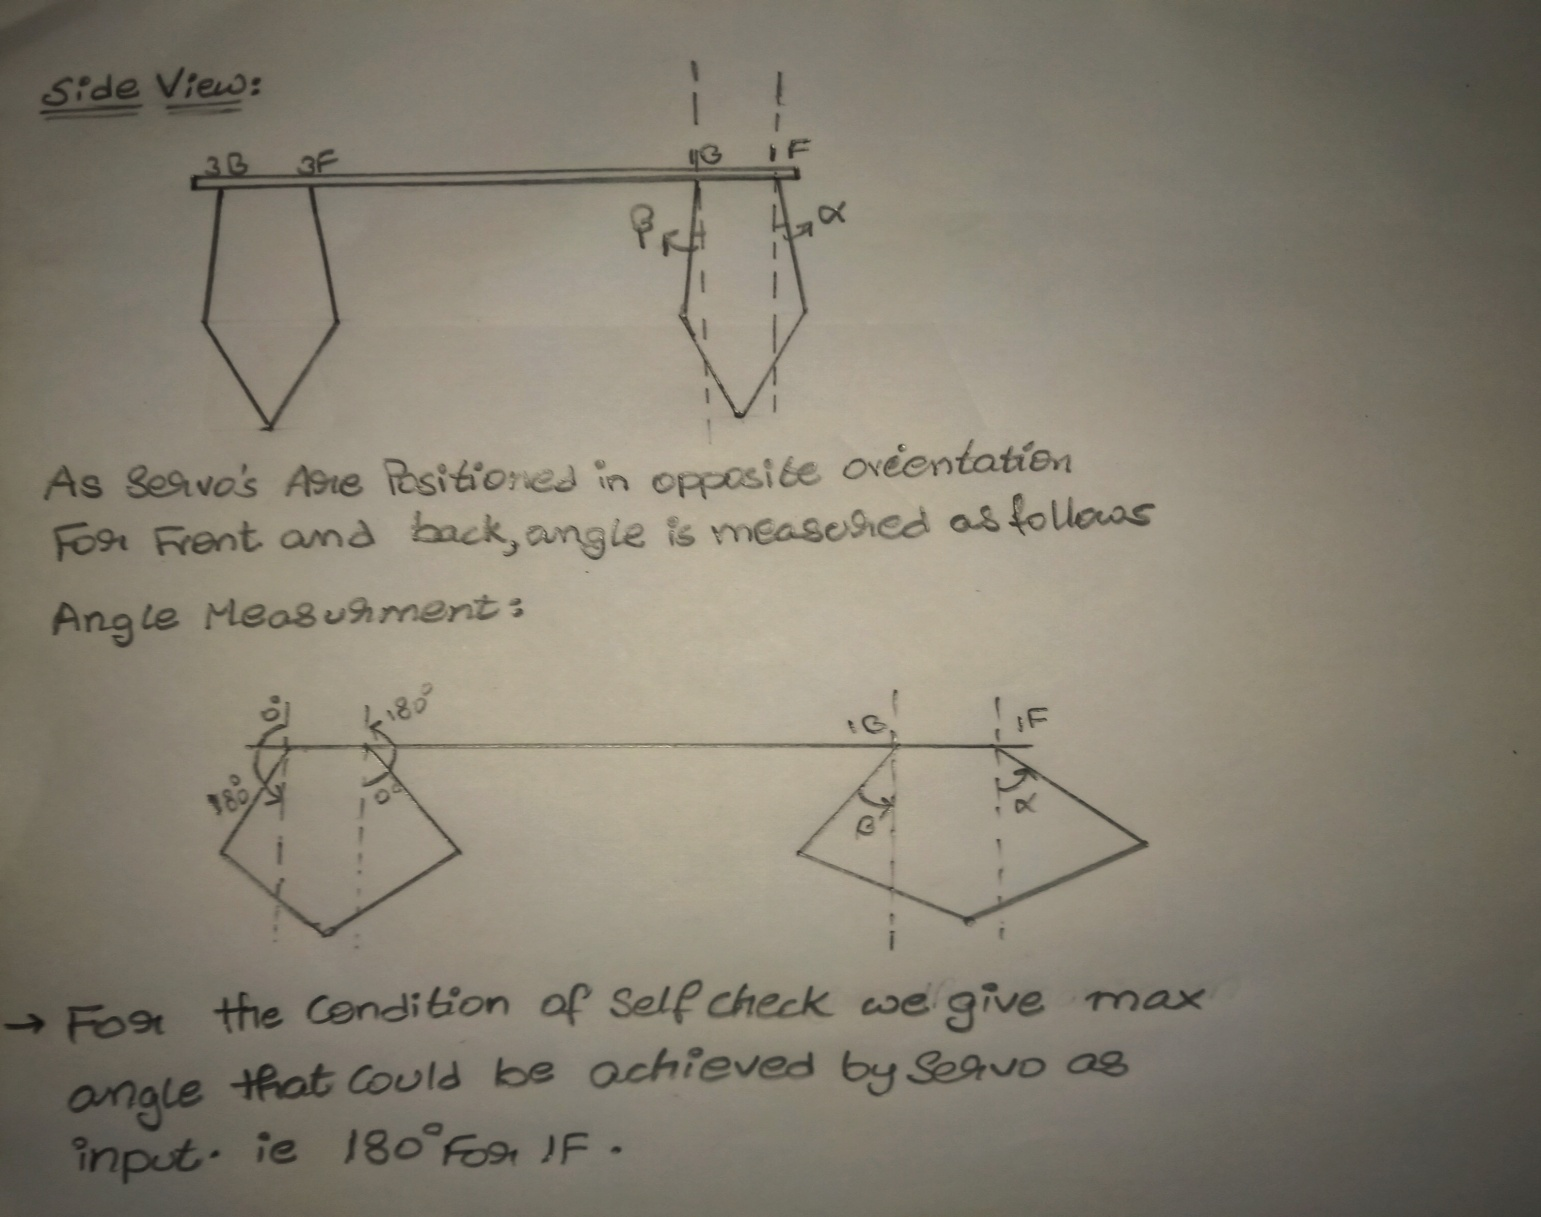 Side View:
3B 3F 1B 1F
β α
As Servo's Are Positioned in opposite orientation
For Front and back, angle is measured as follows
Angle Measurment:
0° 180° 1B 1F
180° 0° β α
→ For the Condition of Self check we give max
angle that could be achieved by Servo as
input. ie 180° For 1F.